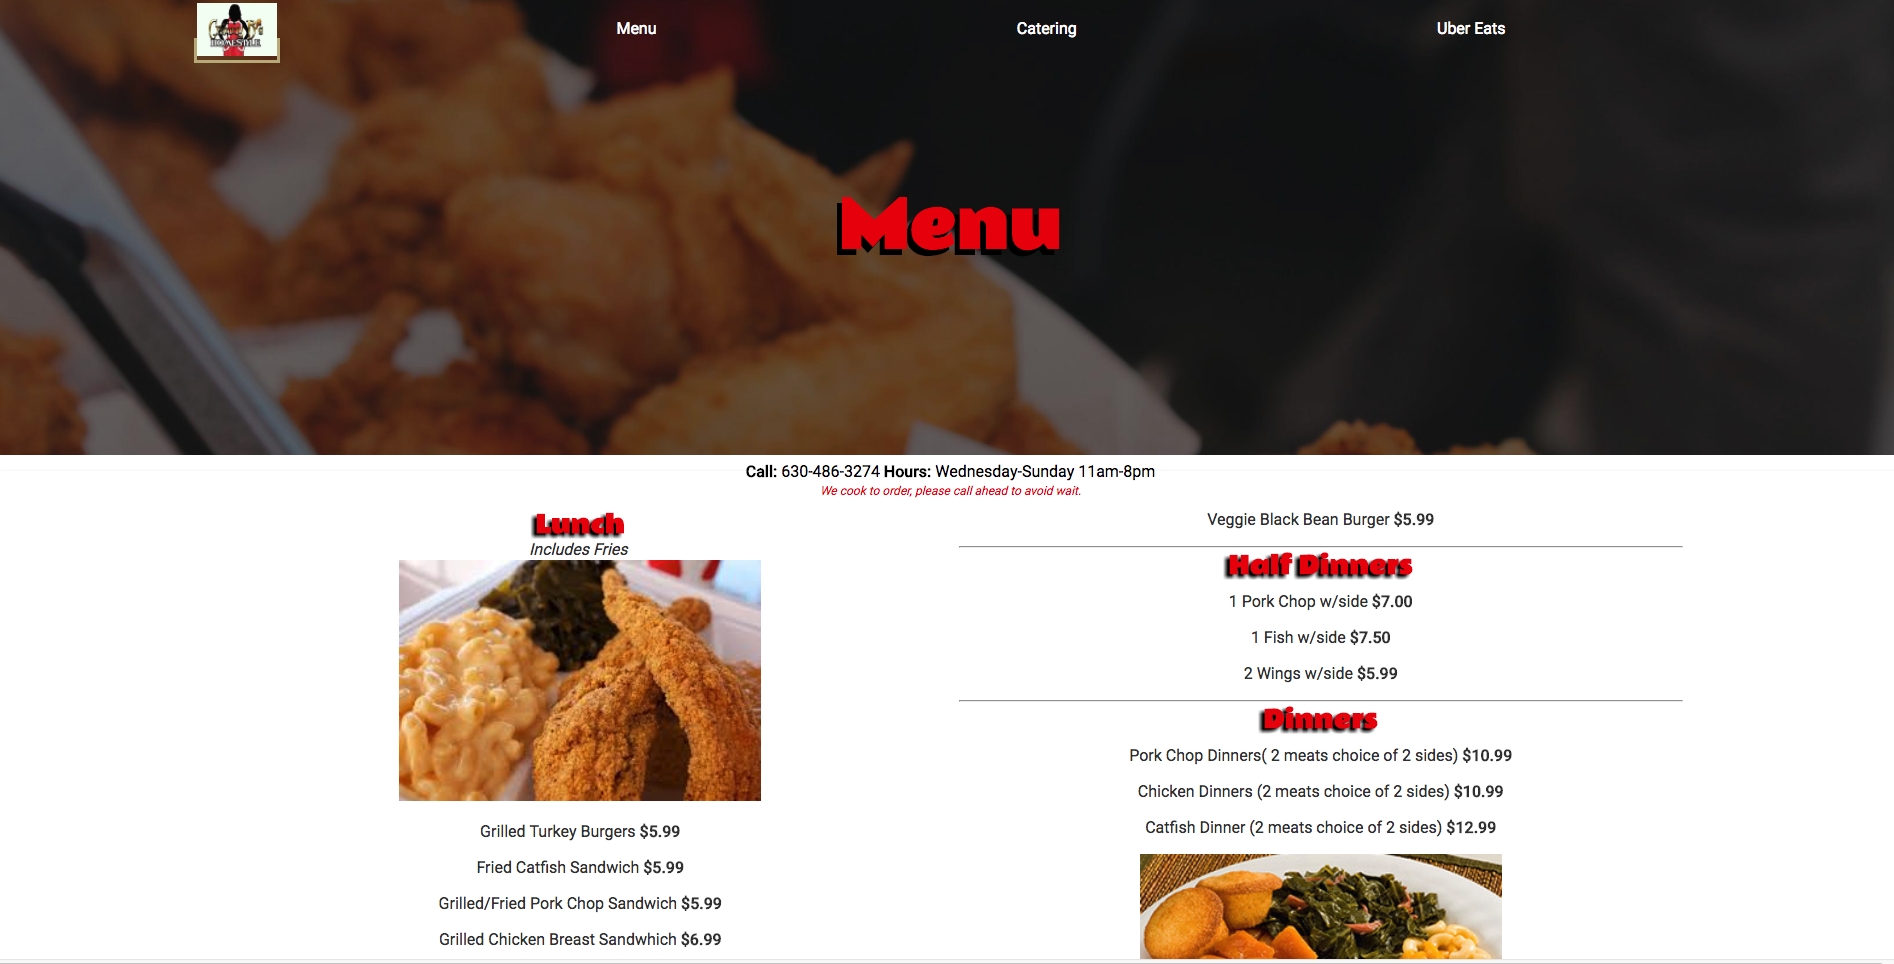 HOMESTYLE
Menu
Catering
Uber Eats
Menu
Call: 630-486-3274 Hours: Wednesday-Sunday 11am-8pm
We cook to order, please call ahead to avoid wait.
Lunch
Includes Fries
Grilled Turkey Burgers $5.99
Fried Catfish Sandwich $5.99
Grilled/Fried Pork Chop Sandwich $5.99
Grilled Chicken Breast Sandwhich $6.99
Veggie Black Bean Burger $5.99
Half Dinners
1 Pork Chop w/side $7.00
1 Fish w/side $7.50
2 Wings w/side $5.99
Dinners
Pork Chop Dinners( 2 meats choice of 2 sides) $10.99
Chicken Dinners (2 meats choice of 2 sides) $10.99
Catfish Dinner (2 meats choice of 2 sides) $12.99